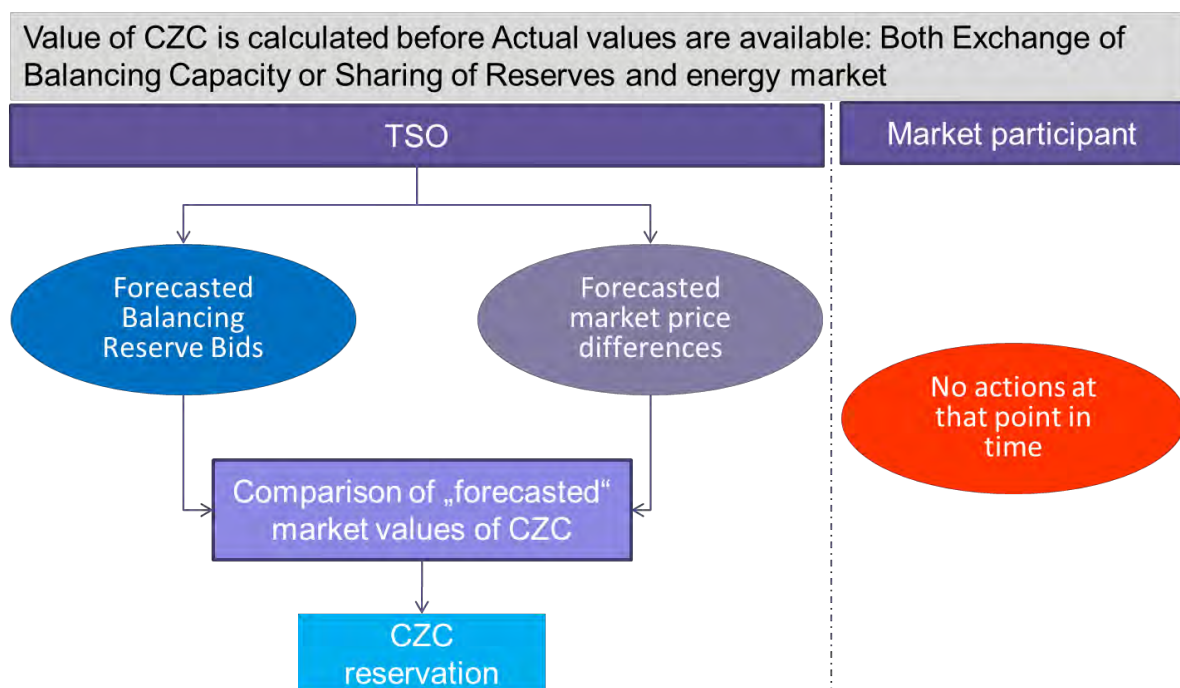 Value of CZC is calculated before Actual values are available: Both Exchange of
Balancing Capacity or Sharing of Reserves and energy market
TSO
Market participant
Forecasted
Balancing
Reserve Bids
Forecasted
market price
differences
No actions at
that point in
time
Comparison of „forecasted“
market values of CZC
CZC
reservation